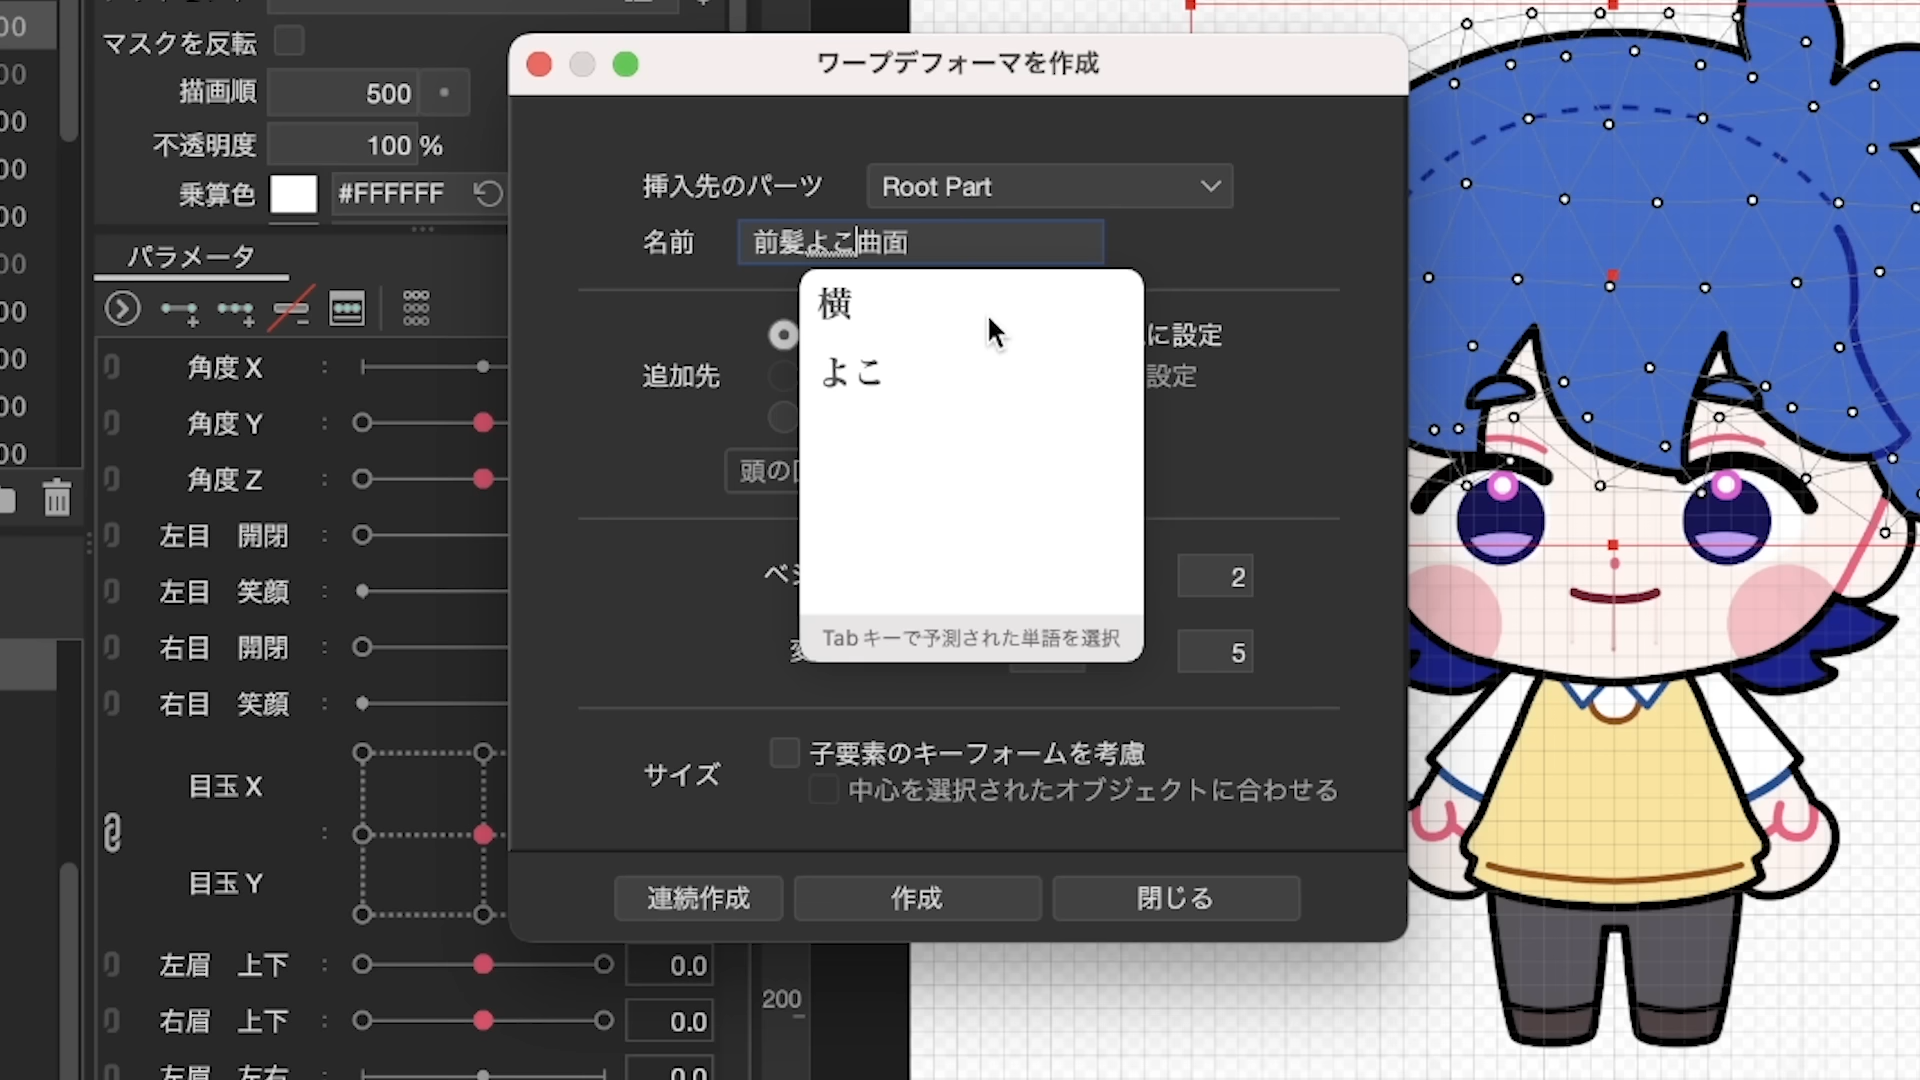 マスクを反転
描画順 500
不透明度 100 %
乗算色 #FFFFFF
パラメータ
角度 X :
角度 Y :
角度 Z :
左目 開閉 :
左目 笑顔 :
右目 開閉 :
右目 笑顔 :
目玉 X
:
目玉 Y
左眉 上下 : 0.0
右眉 上下 : 0.0
左眉 左右 0.0
200
ワープデフォーマを作成
挿入先のパーツ Root Part
名前 前髪よこ曲面
横
よこ
Tab キーで予測された単語を選択
に設定
追加先 設定
頭の
2
5
サイズ
子要素のキーフォームを考慮
中心を選択されたオブジェクトに合わせる
連続作成 作成 閉じる